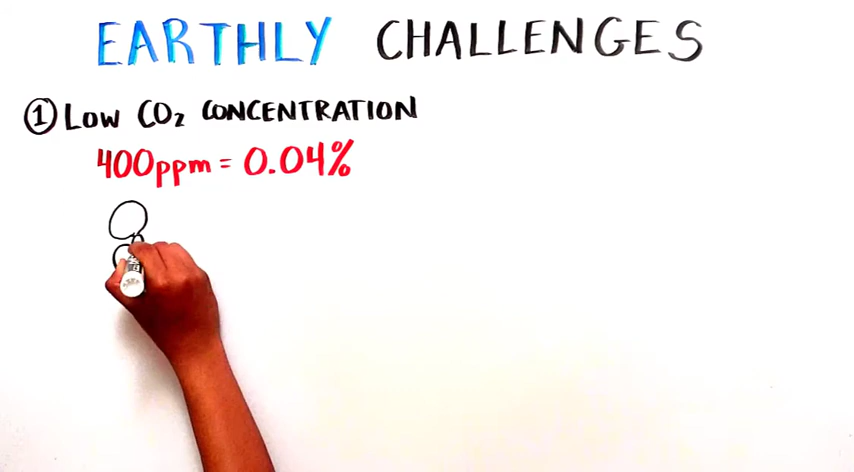 EARTHLY CHALLENGES
① LOW CO₂ CONCENTRATION
400ppm = 0.04%